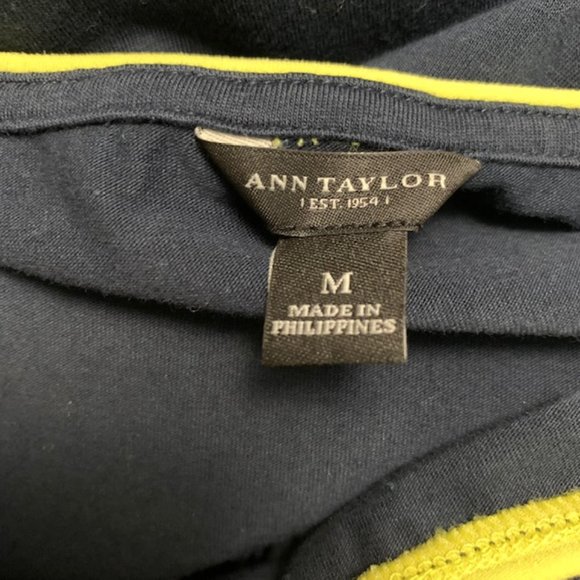 ANN TAYLOR
EST. 1954
M
MADE IN
PHILIPPINES